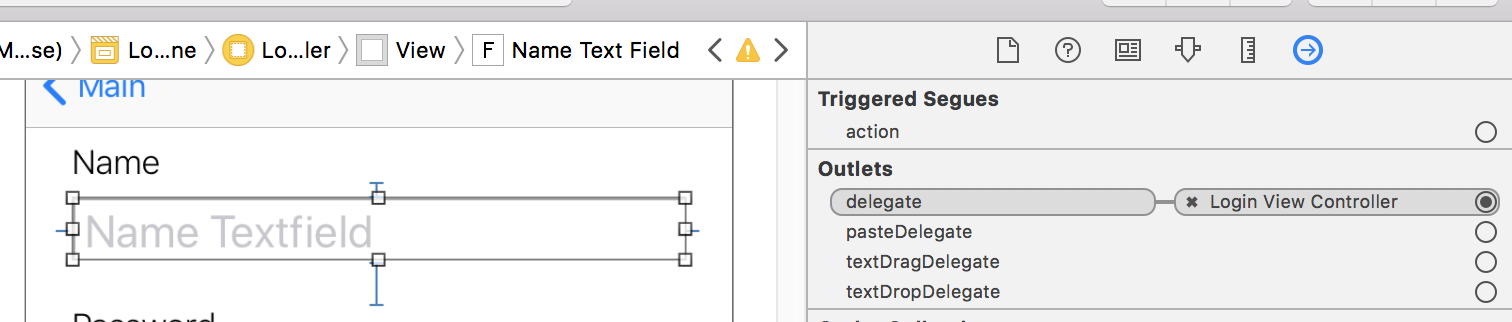 M...se) Lo...ne Lo...ler View F Name Text Field
Main
Name
Name Textfield
Password
Triggered Segues
action
Outlets
delegate Login View Controller
pasteDelegate
textDragDelegate
textDropDelegate